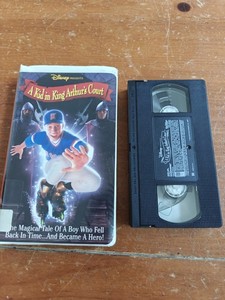 Disney PRESENTS
A Kid in King Arthur's Court
The Magical Tale Of A Boy Who Fell
Back In Time...And Became A Hero!